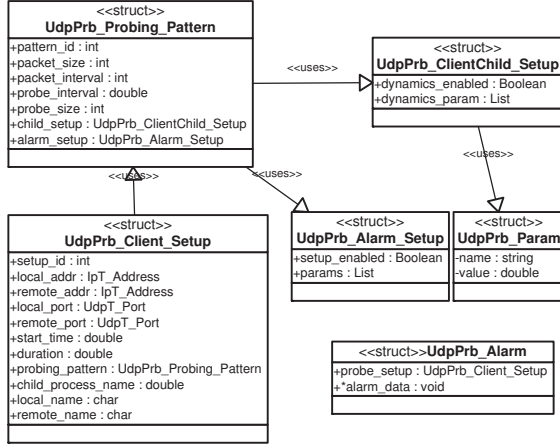 <<struct>>
UdpPrb_Probing_Pattern
+pattern_id : int
+packet_size : int
+packet_interval : int
+probe_interval : double
+probe_size : int
+child_setup : UdpPrb_ClientChild_Setup
+alarm_setup : UdpPrb_Alarm_Setup
<<uses>>
<<struct>>
UdpPrb_ClientChild_Setup
+dynamics_enabled : Boolean
+dynamics_param : List
<<uses>>
<<uses>>
<<uses>>
<<struct>>
UdpPrb_Client_Setup
+setup_id : int
+local_addr : IpT_Address
+remote_addr : IpT_Address
+local_port : UdpT_Port
+remote_port : UdpT_Port
+start_time : double
+duration : double
+probing_pattern : UdpPrb_Probing_Pattern
+child_process_name : double
+local_name : char
+remote_name : char
<<struct>>
UdpPrb_Alarm_Setup
+setup_enabled : Boolean
+params : List
<<struct>>
UdpPrb_Param
-name : string
-value : double
<<struct>>UdpPrb_Alarm
+probe_setup : UdpPrb_Client_Setup
+*alarm_data : void